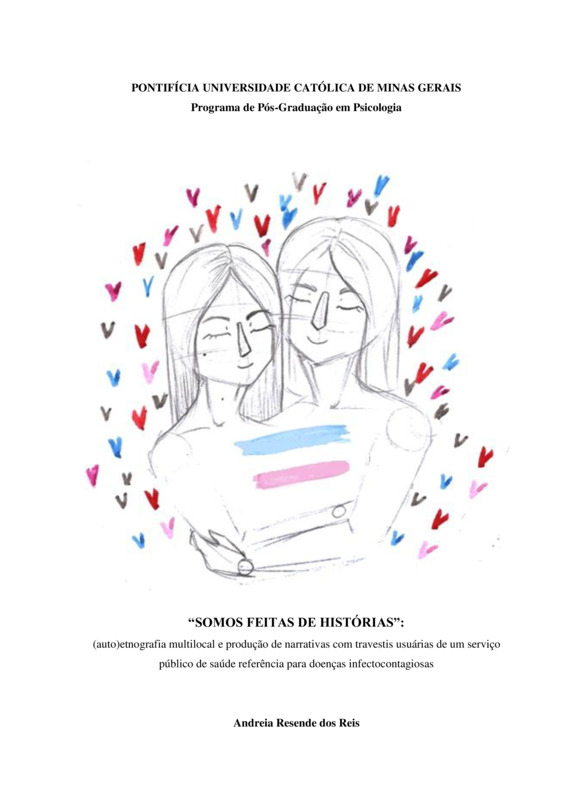 PONTIFÍCIA UNIVERSIDADE CATÓLICA DE MINAS GERAIS
Programa de Pós-Graduação em Psicologia
“SOMOS FEITAS DE HISTÓRIAS”:
(auto)etnografia multilocal e produção de narrativas com travestis usuárias de um serviço
público de saúde referência para doenças infectocontagiosas
Andreia Resende dos Reis